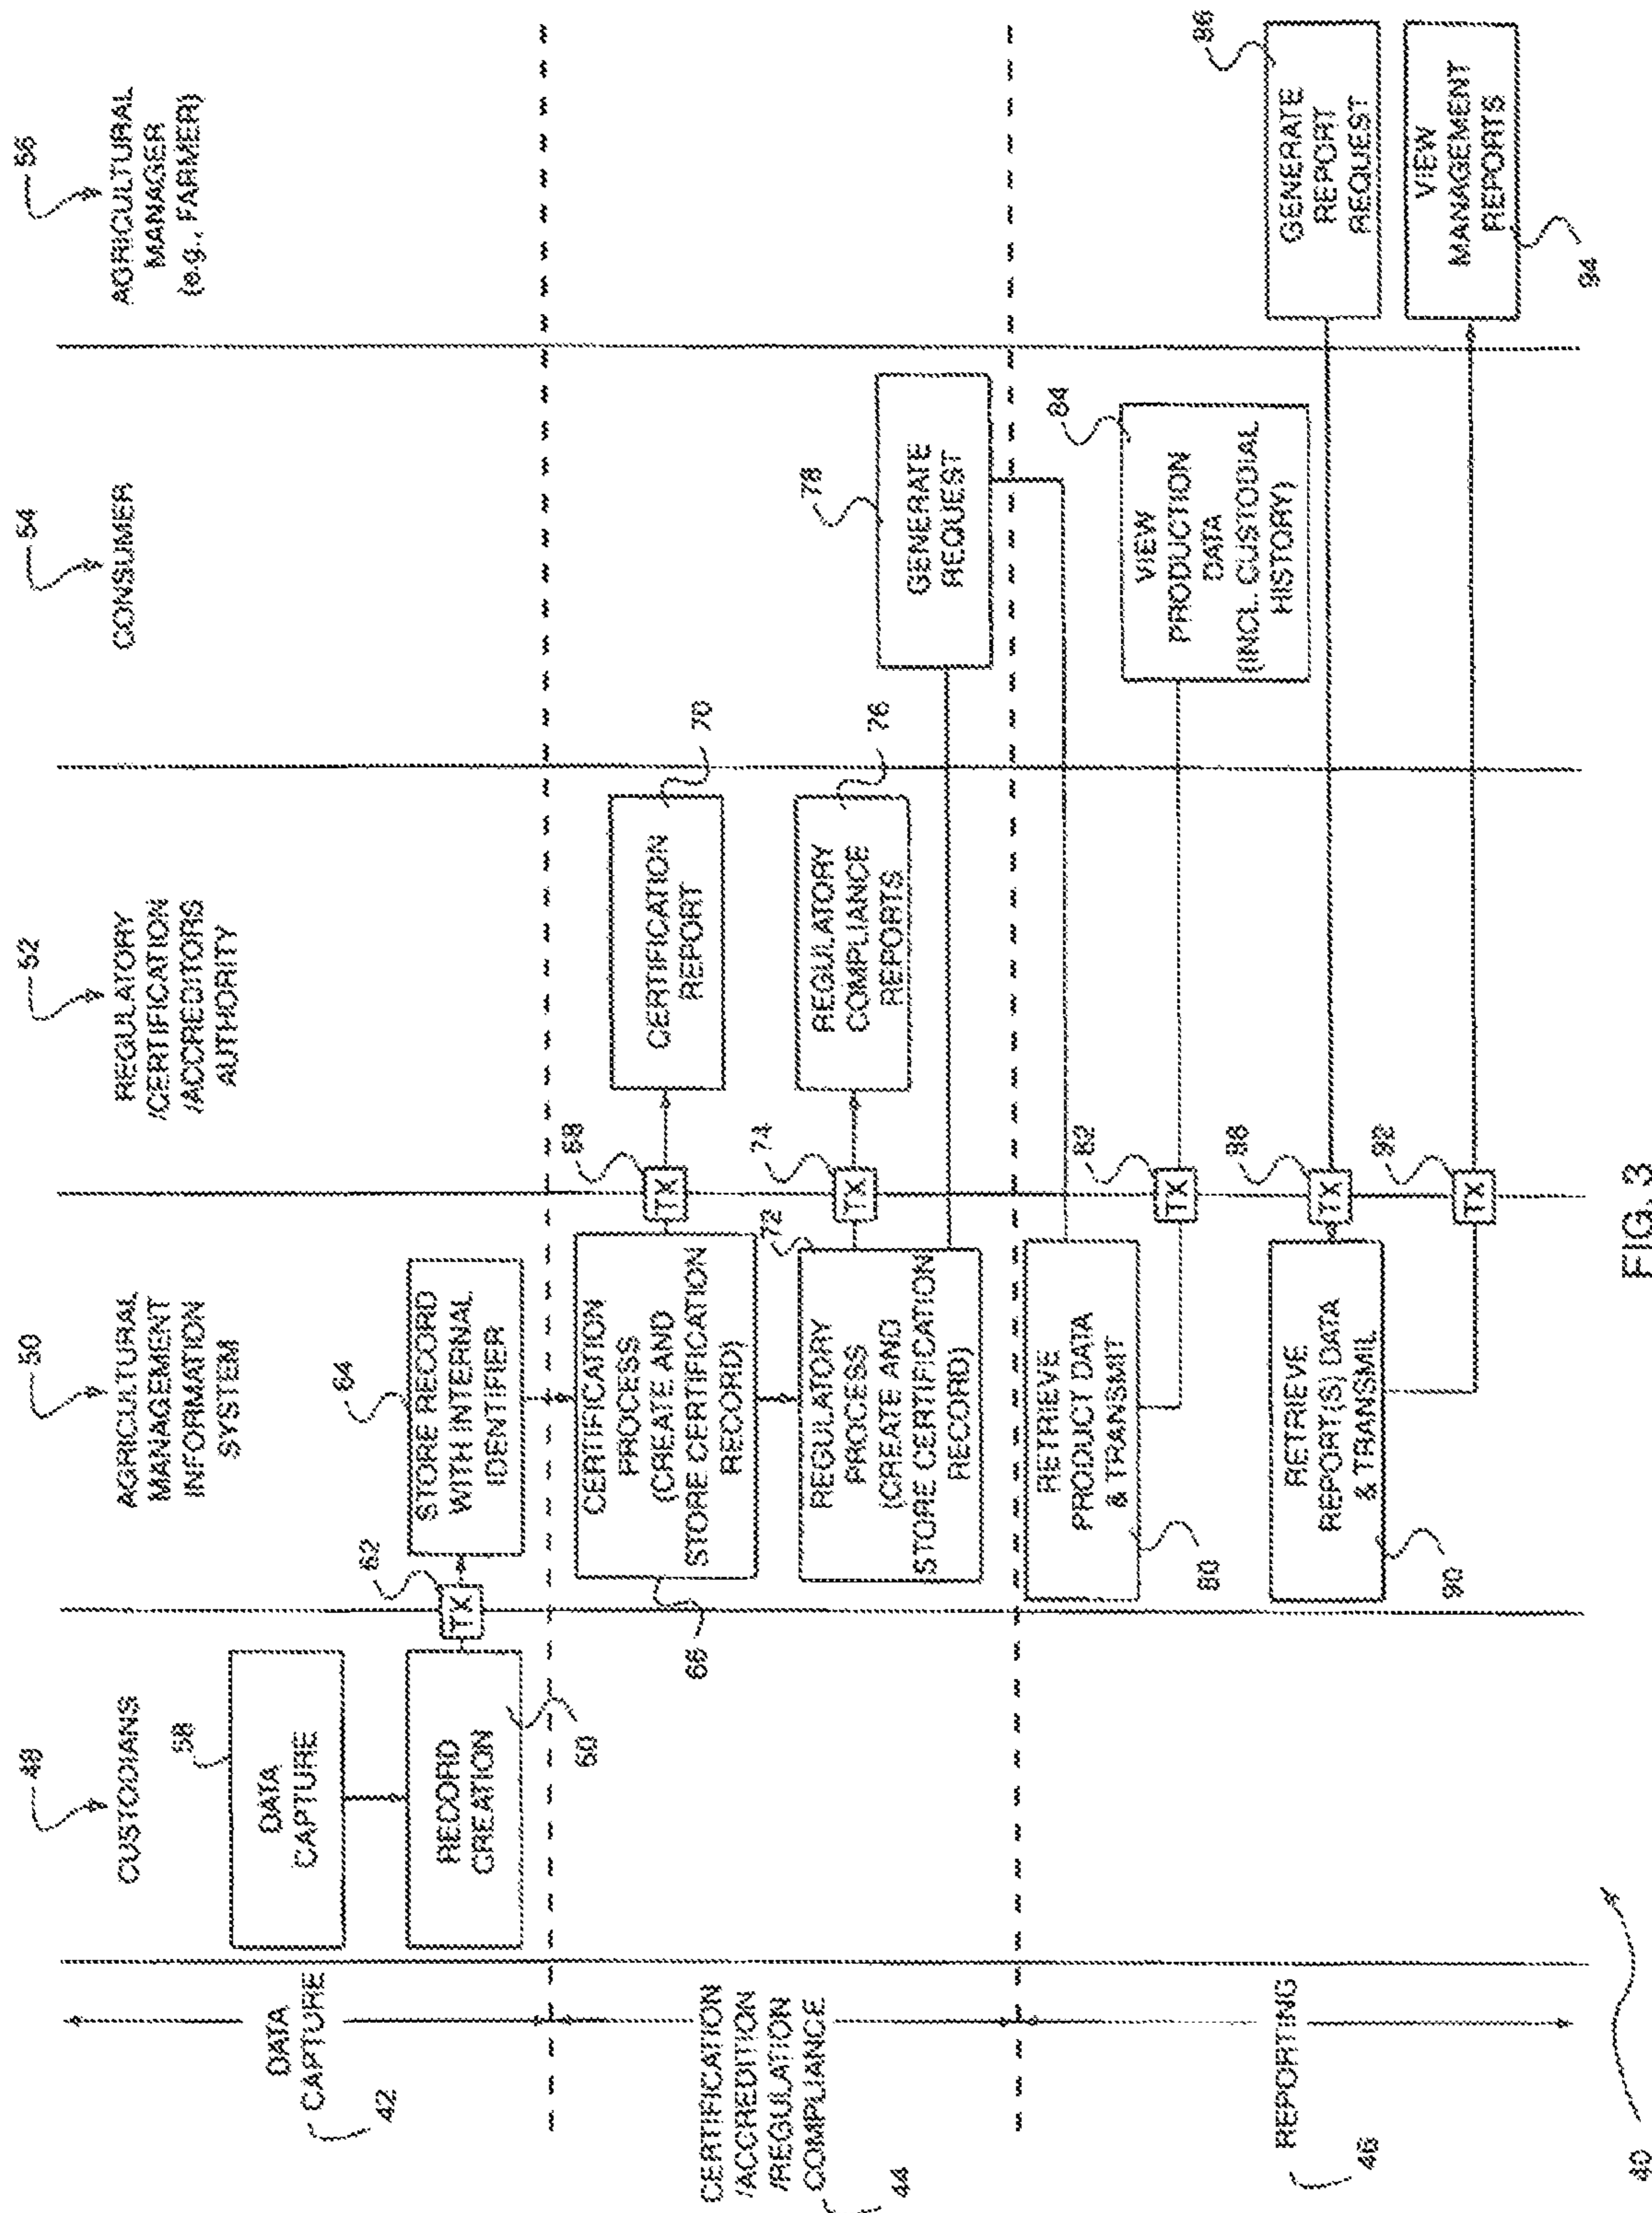 48
CUSTODIANS
50
AGRICULTURAL
MANAGEMENT
INFORMATION
SYSTEM
52
REGULATORY
/CERTIFICATION
/ACCREDITORS
AUTHORITY
54
CONSUMER
56
AGRICULTURAL
MANAGER
(e.g., FARMER)
DATA
CAPTURE
42
58
DATA
CAPTURE
RECORD
CREATION
60
62
TX
64
STORE RECORD
WITH INTERNAL
IDENTIFIER
CERTIFICATION
/ACCREDITION
/REGULATION
COMPLIANCE
44
66
CERTIFICATION
PROCESS
(CREATE AND
STORE CERTIFICATION
RECORD)
68
TX
CERTIFICATION
REPORT
70
72
REGULATORY
PROCESS
(CREATE AND
STORE CERTIFICATION
RECORD)
74
TX
REGULATORY
COMPLIANCE
REPORTS
76
78
GENERATE
REQUEST
REPORTING
46
RETRIEVE
PRODUCT DATA
& TRANSMIT
80
82
TX
84
VIEW
PRODUCTION
DATA
(INCL. CUSTODIAL
HISTORY)
86
GENERATE
REPORT
REQUEST
88
TX
RETRIEVE
REPORT(S) DATA
& TRANSMIL
90
92
TX
VIEW
MANAGEMENT
REPORTS
94
40
FIG. 3